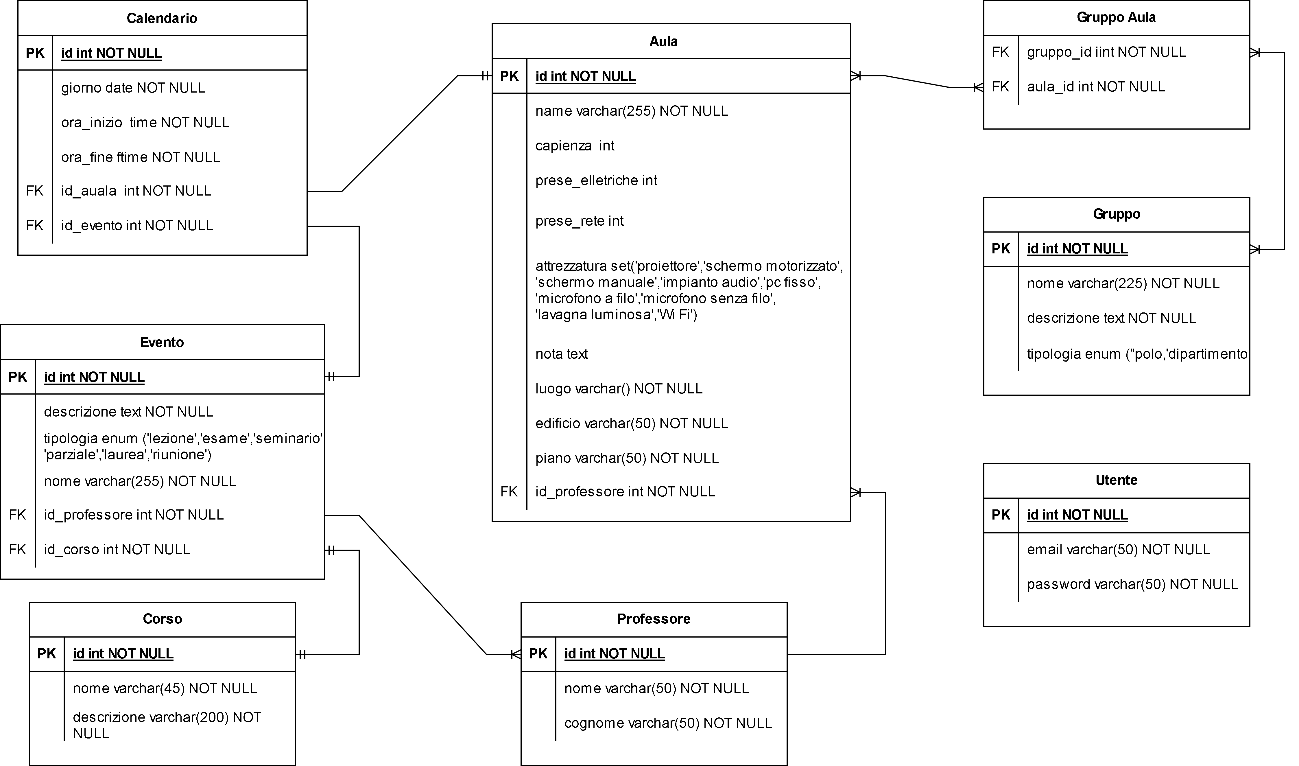 Calendario
PK id int NOT NULL
giorno date NOT NULL
ora_inizio time NOT NULL
ora_fine ftime NOT NULL
FK id_auala int NOT NULL
FK id_evento int NOT NULL
Aula
PK id int NOT NULL
name varchar(255) NOT NULL
capienza int
prese_elletriche int
prese_rete int
attrezzatura set('proiettore','schermo motorizzato',
'schermo manuale','impianto audio','pc fisso',
'microfono a filo','microfono senza filo',
'lavagna luminosa','Wi Fi')
nota text
luogo varchar() NOT NULL
edificio varchar(50) NOT NULL
piano varchar(50) NOT NULL
FK id_professore int NOT NULL
Gruppo Aula
FK gruppo_id iint NOT NULL
FK aula_id int NOT NULL
Gruppo
PK id int NOT NULL
nome varchar(225) NOT NULL
descrizione text NOT NULL
tipologia enum ("polo,'dipartimento
Evento
PK id int NOT NULL
descrizione text NOT NULL
tipologia enum ('lezione','esame','seminario'
'parziale','laurea','riunione')
nome varchar(255) NOT NULL
FK id_professore int NOT NULL
FK id_corso int NOT NULL
Utente
PK id int NOT NULL
email varchar(50) NOT NULL
password varchar(50) NOT NULL
Corso
PK id int NOT NULL
nome varchar(45) NOT NULL
descrizione varchar(200) NOT
NULL
Professore
PK id int NOT NULL
nome varchar(50) NOT NULL
cognome varchar(50) NOT NULL